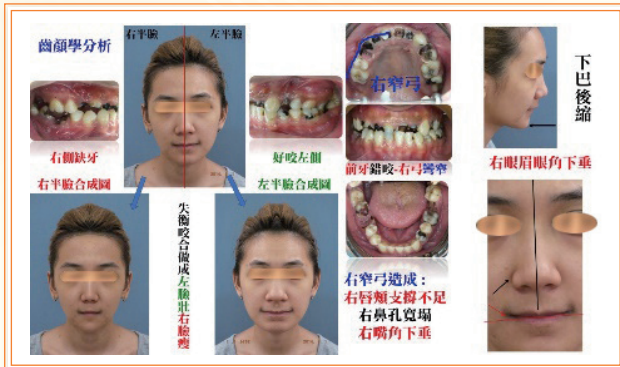 齒顏學分析
右半臉
左半臉
右側缺牙
右半臉合成圖
好咬左側
左半臉合成圖
失衡咬合做成左臉壯右臉瘦
右窄弓
前牙錯咬-右弓彎窄
右窄弓造成：
右唇頰支撐不足
右鼻孔寬塌
右嘴角下垂
下巴後縮
右眼眉眼角下垂